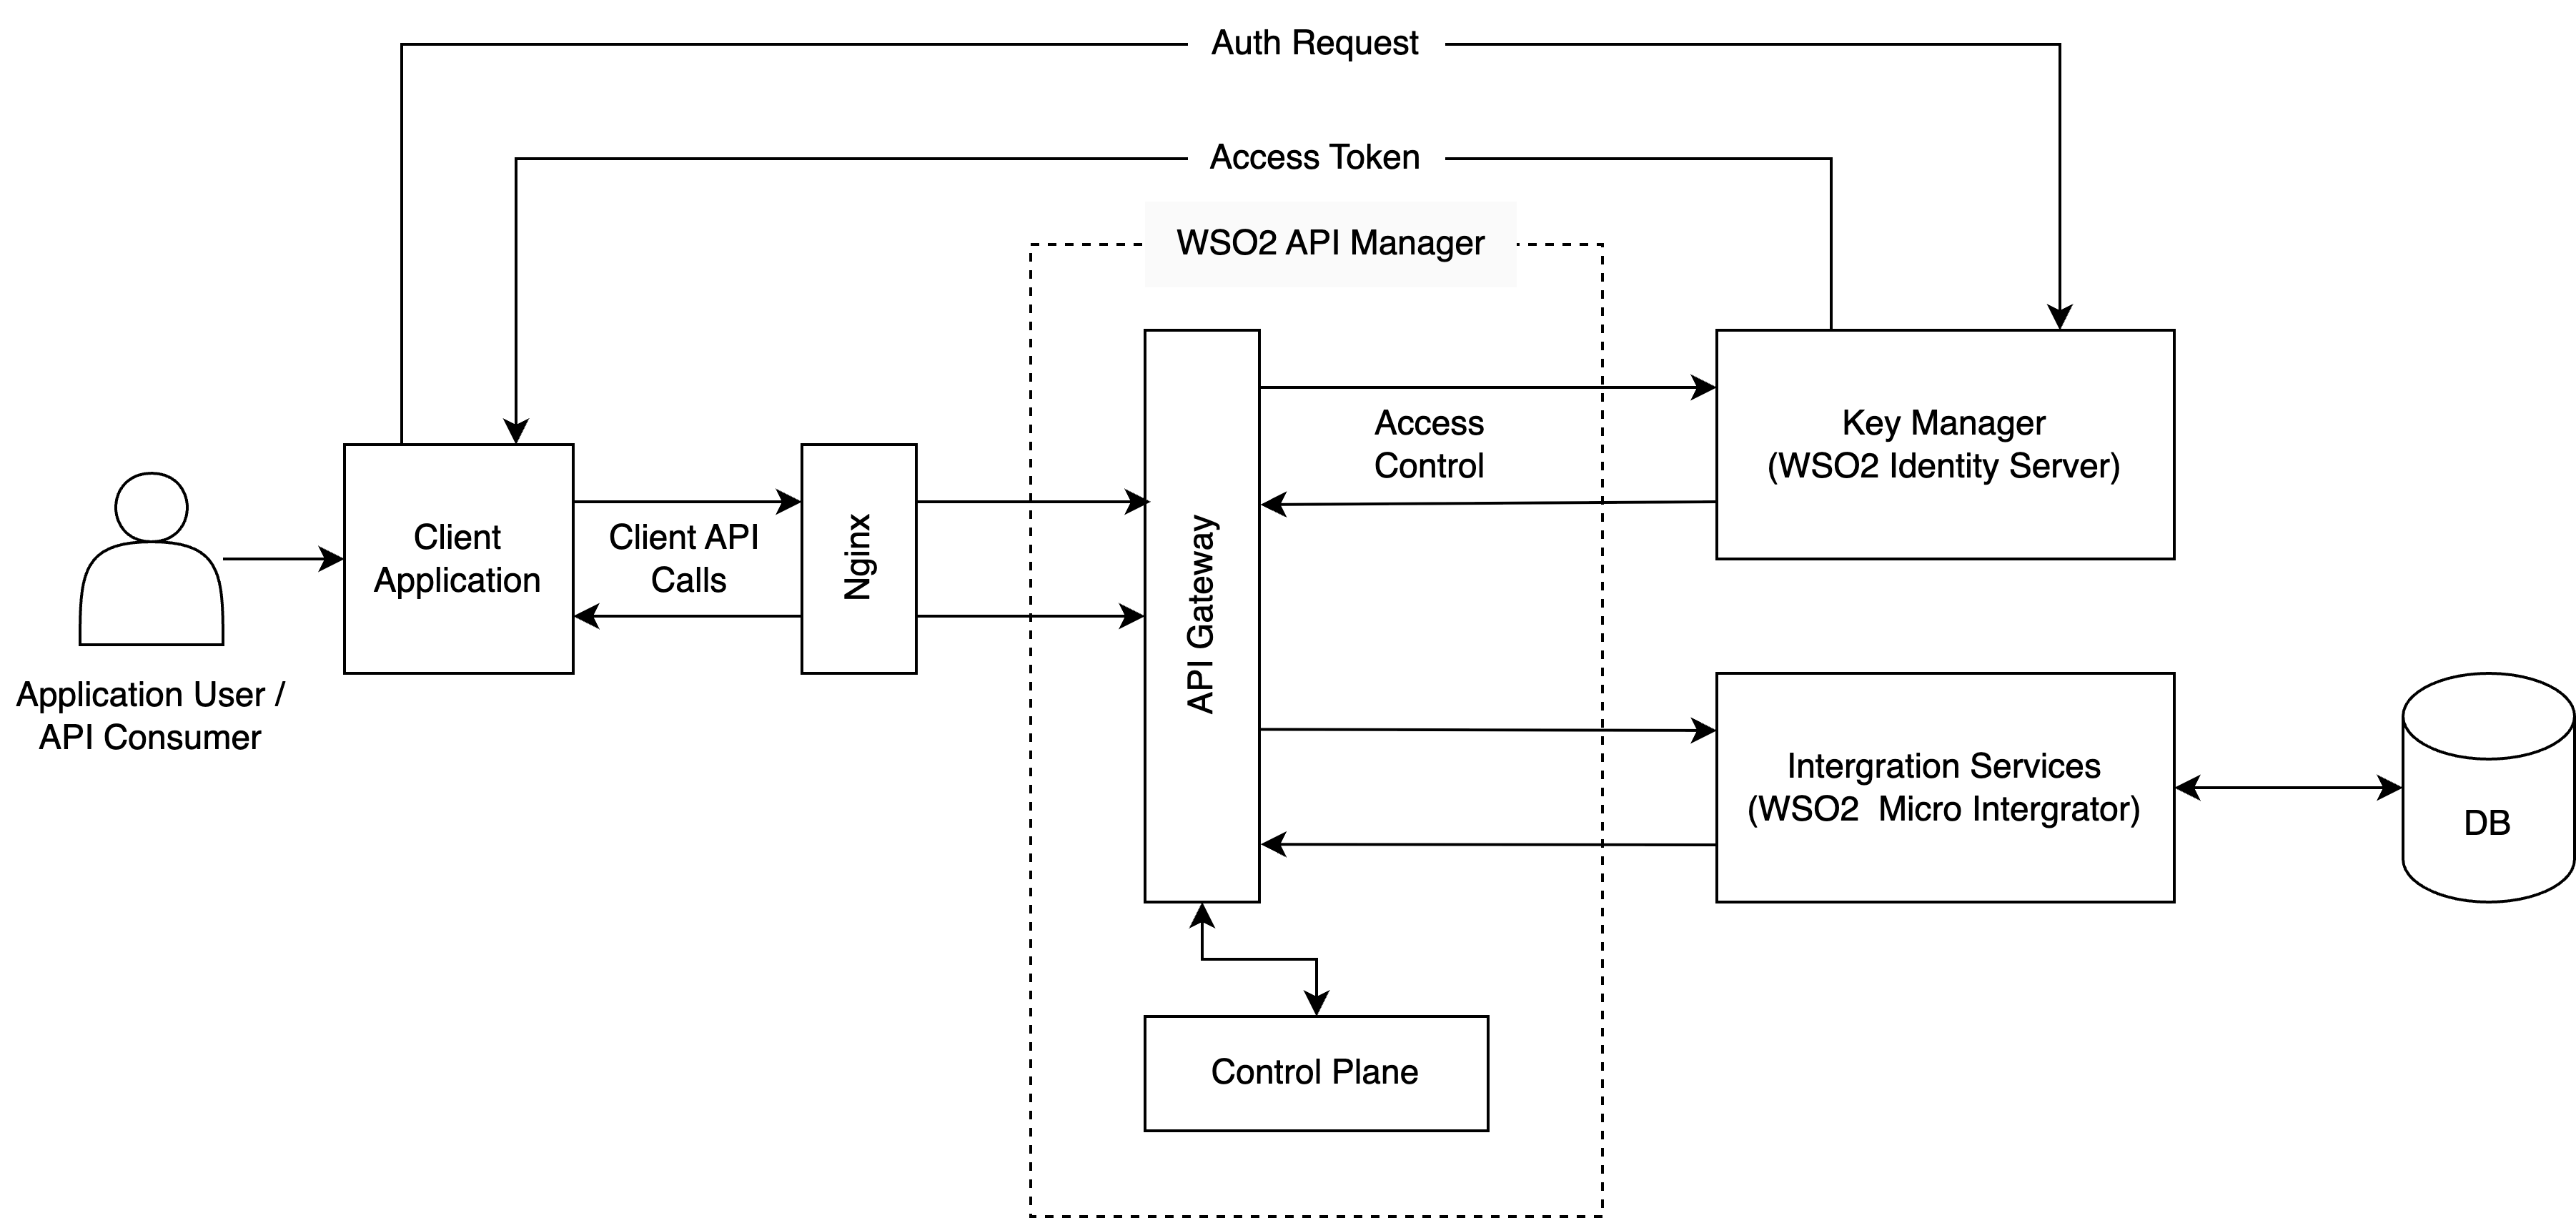 Auth Request
Access Token
WSO2 API Manager
Access
Control
Key Manager
(WSO2 Identity Server)
Client
Application
Client API
Calls
Nginx
API Gateway
Application User /
API Consumer
Intergration Services
(WSO2  Micro Intergrator)
DB
Control Plane